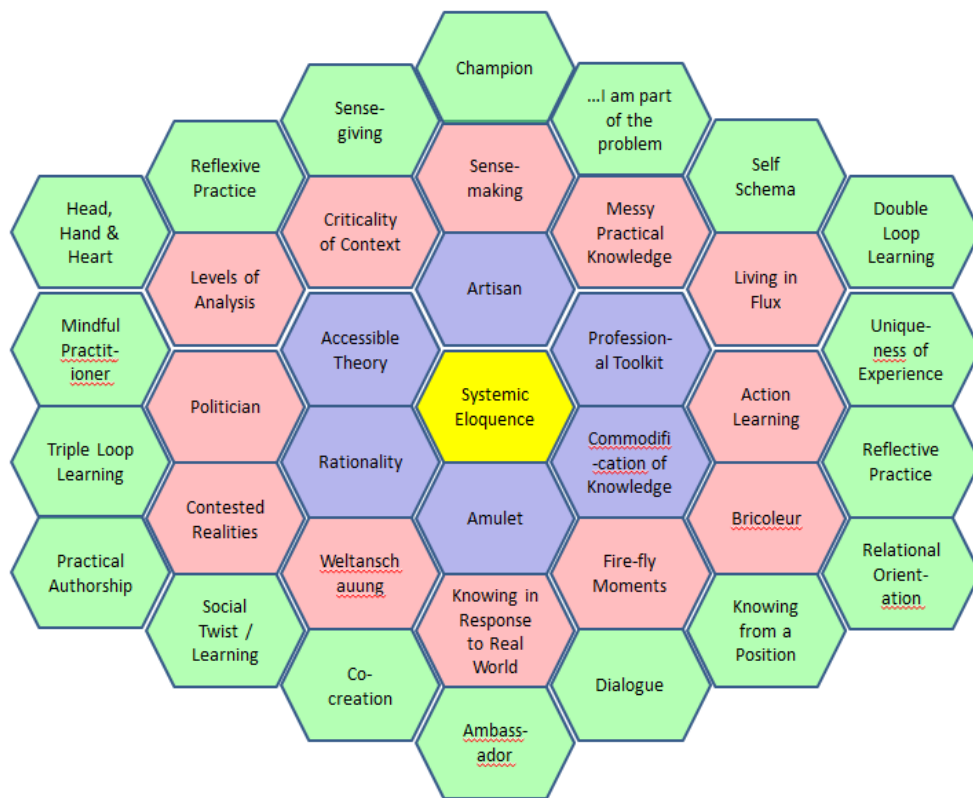 Champion
Sense-
giving
...I am part
of the
problem
Reflexive
Practice
Sense-
making
Self
Schema
Head,
Hand &
Heart
Criticality
of Context
Messy
Practical
Knowledge
Double
Loop
Learning
Levels of
Analysis
Artisan
Living in
Flux
Mindful
Practit-
ioner
Accessible
Theory
Profession-
al Toolkit
Unique-
ness of
Experience
Politician
Systemic
Eloquence
Action
Learning
Triple Loop
Learning
Rationality
Commodifi
-cation of
Knowledge
Reflective
Practice
Contested
Realities
Amulet
Bricoleur
Practical
Authorship
Weltansch
auung
Fire-fly
Moments
Relational
Orient-
ation
Social
Twist /
Learning
Knowing in
Response
to Real
World
Knowing
from a
Position
Co-
creation
Dialogue
Ambass-
ador